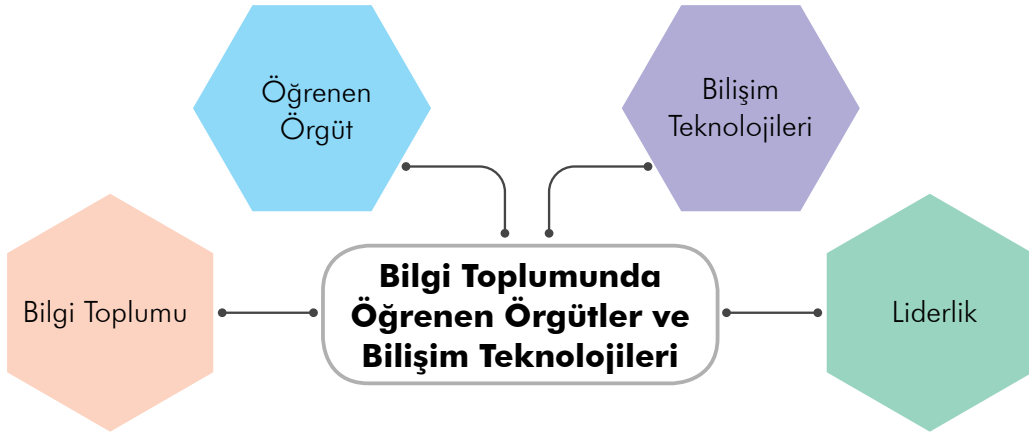 Öğrenen
Örgüt
Bilişim
Teknolojileri
Bilgi Toplumu
Bilgi Toplumunda
Öğrenen Örgütler ve
Bilişim Teknolojileri
Liderlik